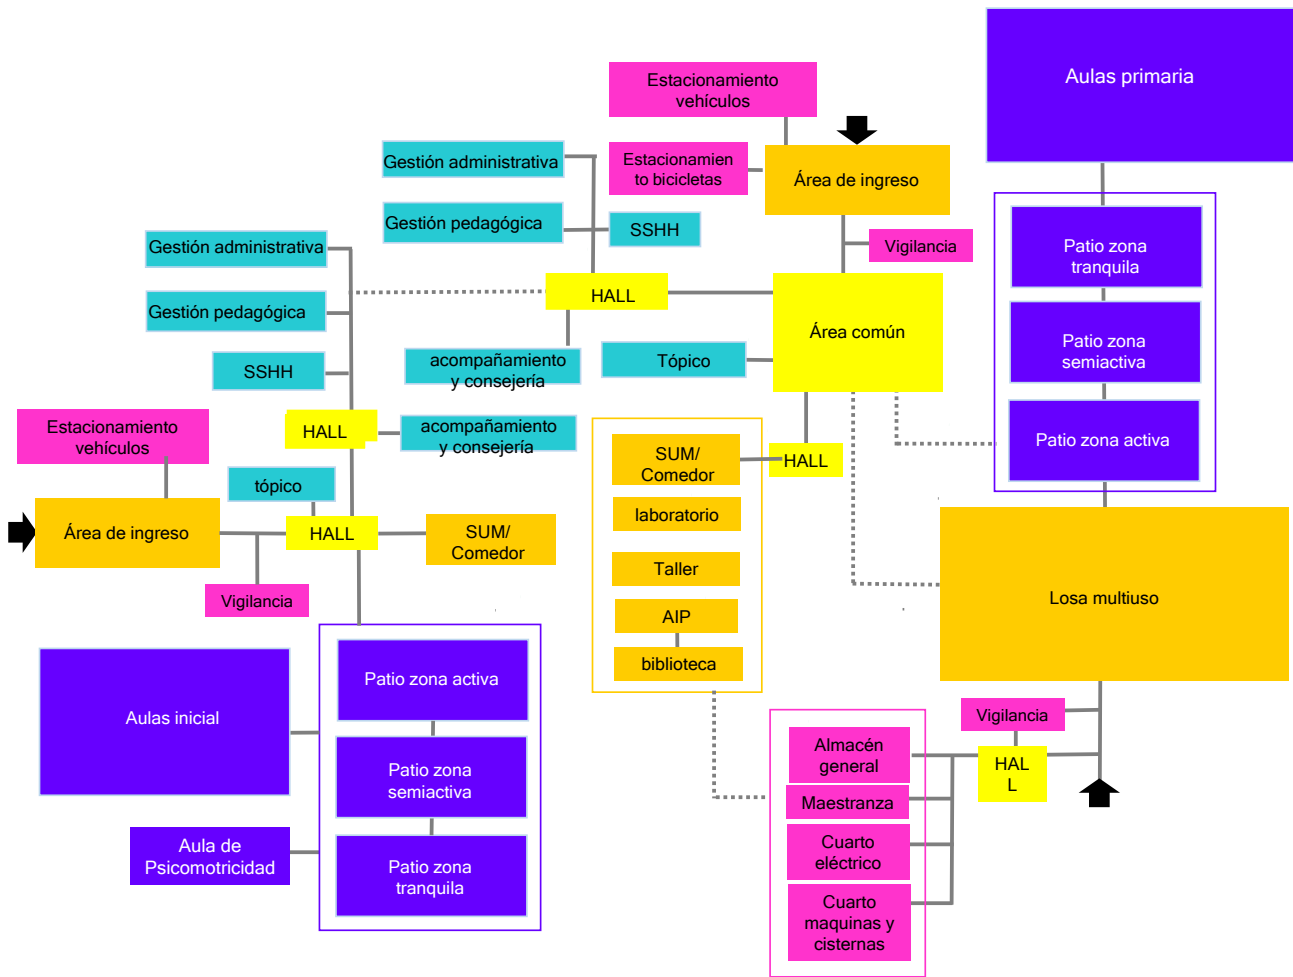 Aulas primaria
Estacionamiento
vehículos
Gestión administrativa
Estacionamien
to bicicletas
Área de ingreso
Gestión pedagógica
SSHH
Vigilancia
Patio zona
tranquila
Gestión administrativa
HALL
Gestión pedagógica
Área común
Patio zona
semiactiva
acompañamiento
y consejería
Tópico
SSHH
Estacionamiento
vehículos
HALL
acompañamiento
y consejería
SUM/
Comedor
HALL
Patio zona activa
tópico
laboratorio
Área de ingreso
HALL
SUM/
Comedor
Taller
Vigilancia
AIP
Losa multiuso
biblioteca
Patio zona activa
Aulas inicial
Vigilancia
Patio zona
semiactiva
Almacén
general
HAL
L
Maestranza
Aula de
Psicomotricidad
Patio zona
tranquila
Cuarto
eléctrico
Cuarto
maquinas y
cisternas